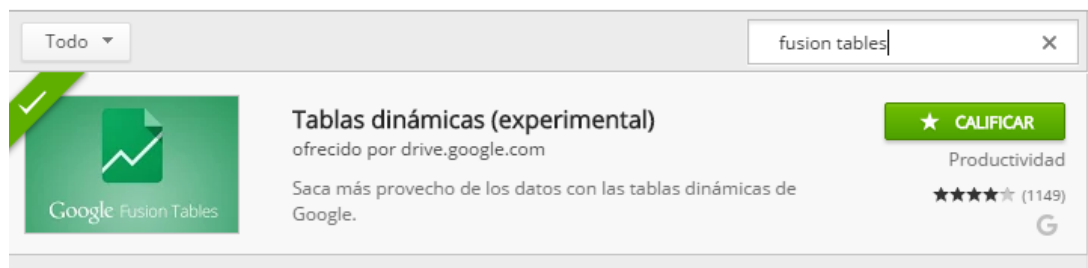 Todo
fusion tables
Tablas dinámicas (experimental)
ofrecido por drive.google.com
Saca más provecho de los datos con las tablas dinámicas de
Google.
Google Fusion Tables
CALIFICAR
Productividad
(1149)
G